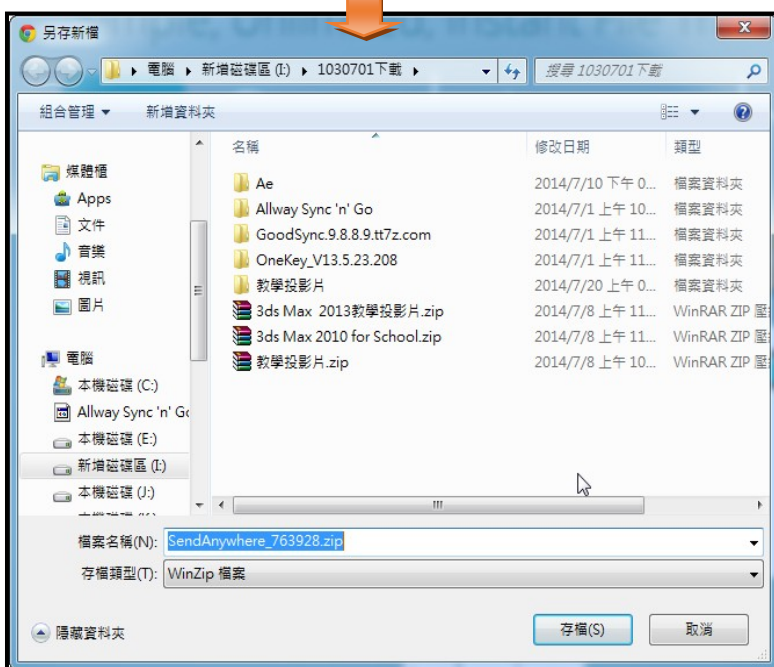 另存新檔
電腦 ▸ 新增磁碟區 (I:) ▸ 1030701下載 ▸
搜尋 1030701下載
組合管理 ▼ 新增資料夾
名稱 修改日期 類型
媒體櫃
Apps
文件
音樂
視訊
圖片
電腦
本機磁碟 (C:)
Allway Sync 'n' Go
本機磁碟 (E:)
新增磁碟區 (I:)
本機磁碟 (J:)
Ae 2014/7/10 下午 0... 檔案資料夾
Allway Sync 'n' Go 2014/7/1 上午 10... 檔案資料夾
GoodSync.9.8.8.9.tt7z.com 2014/7/1 上午 11... 檔案資料夾
OneKey_V13.5.23.208 2014/7/1 上午 11... 檔案資料夾
教學投影片 2014/7/20 上午 0... 檔案資料夾
3ds Max 2013教學投影片.zip 2014/7/8 上午 11... WinRAR ZIP 壓
3ds Max 2010 for School.zip 2014/7/8 上午 11... WinRAR ZIP 壓
教學投影片.zip 2014/7/8 上午 10... WinRAR ZIP 壓
檔案名稱(N): SendAnywhere_763928.zip
存檔類型(T): WinZip 檔案
隱藏資料夾
存檔(S) 取消